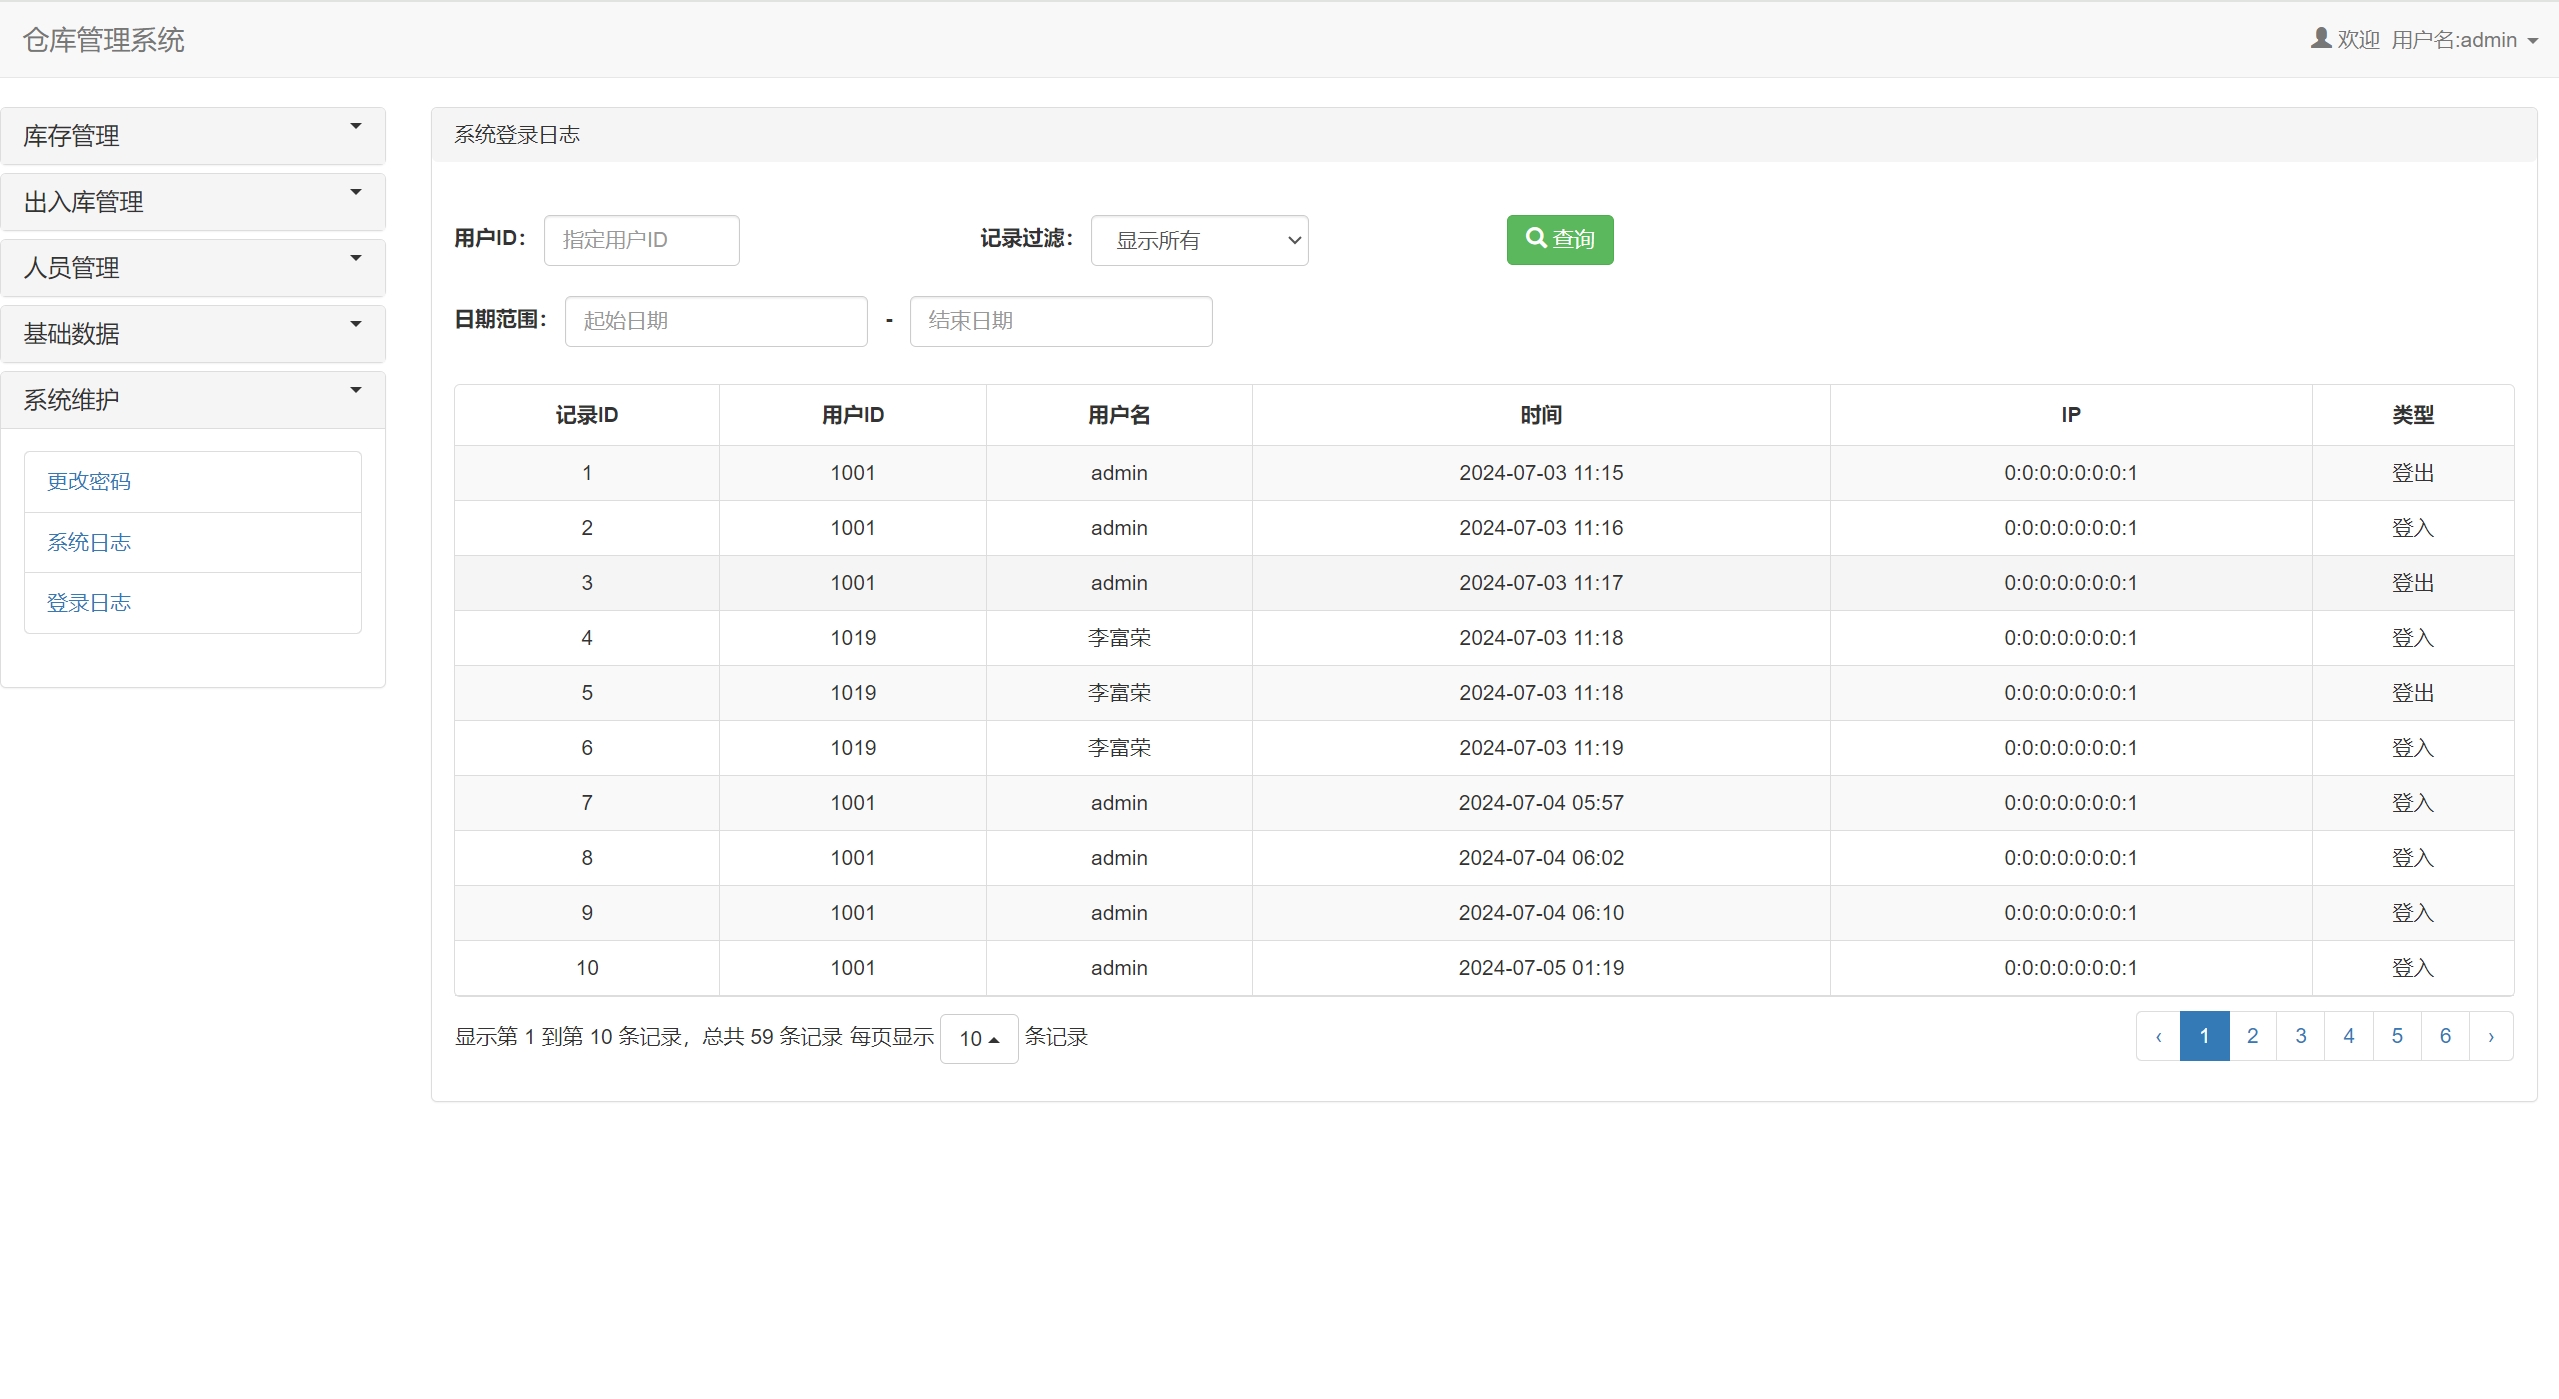 仓库管理系统
欢迎 用户名:admin
库存管理
出入库管理
人员管理
基础数据
系统维护
更改密码
系统日志
登录日志
系统登录日志
用户ID： 指定用户ID 记录过滤： 显示所有 查询
日期范围： 起始日期 - 结束日期
记录ID 用户ID 用户名 时间 IP 类型
1 1001 admin 2024-07-03 11:15 0:0:0:0:0:0:0:1 登出
2 1001 admin 2024-07-03 11:16 0:0:0:0:0:0:0:1 登入
3 1001 admin 2024-07-03 11:17 0:0:0:0:0:0:0:1 登出
4 1019 李富荣 2024-07-03 11:18 0:0:0:0:0:0:0:1 登入
5 1019 李富荣 2024-07-03 11:18 0:0:0:0:0:0:0:1 登出
6 1019 李富荣 2024-07-03 11:19 0:0:0:0:0:0:0:1 登入
7 1001 admin 2024-07-04 05:57 0:0:0:0:0:0:0:1 登入
8 1001 admin 2024-07-04 06:02 0:0:0:0:0:0:0:1 登入
9 1001 admin 2024-07-04 06:10 0:0:0:0:0:0:0:1 登入
10 1001 admin 2024-07-05 01:19 0:0:0:0:0:0:0:1 登入
显示第 1 到第 10 条记录，总共 59 条记录 每页显示 10 条记录
‹ 1 2 3 4 5 6 ›